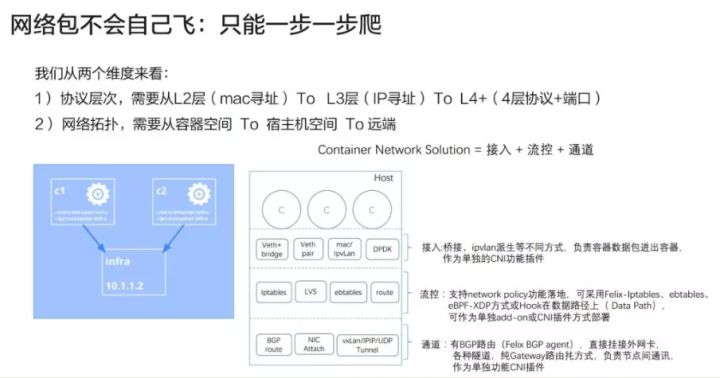 网络包不会自己飞：只能一步一步爬
我们从两个维度来看：
1）协议层次，需要从L2层（mac寻址）To L3层（IP寻址）To L4+（4层协议+端口）
2）网络拓扑，需要从容器空间 To 宿主机空间 To 远端
Container Network Solution = 接入 + 流控 + 通道
c1
c2
infra
10.1.1.2
Host
C C C
Veth+
bridge
Veth
pair
mac/
IpvLan
DPDK
接入:桥接、ipvlan派生等不同方式，负责容器数据包进出容器，
作为单独的CNI功能插件
Iptables
LVS
ebtables
route
流控：支持network policy功能落地，可采用Felix-Iptables、ebtables、
eBPF-XDP方式或Hook在数据路径上（ Data Path），
可作为单独add-on或CNI插件方式部署
BGP
route
NIC
Attach
vxLan/IPIP/UDP
Tunnel
通道：有BGP路由（Felix BGP agent），直接挂接外网卡，
各种隧道，纯Gateway路由托方式，负责节点间通讯，
作为单独功能CNI插件